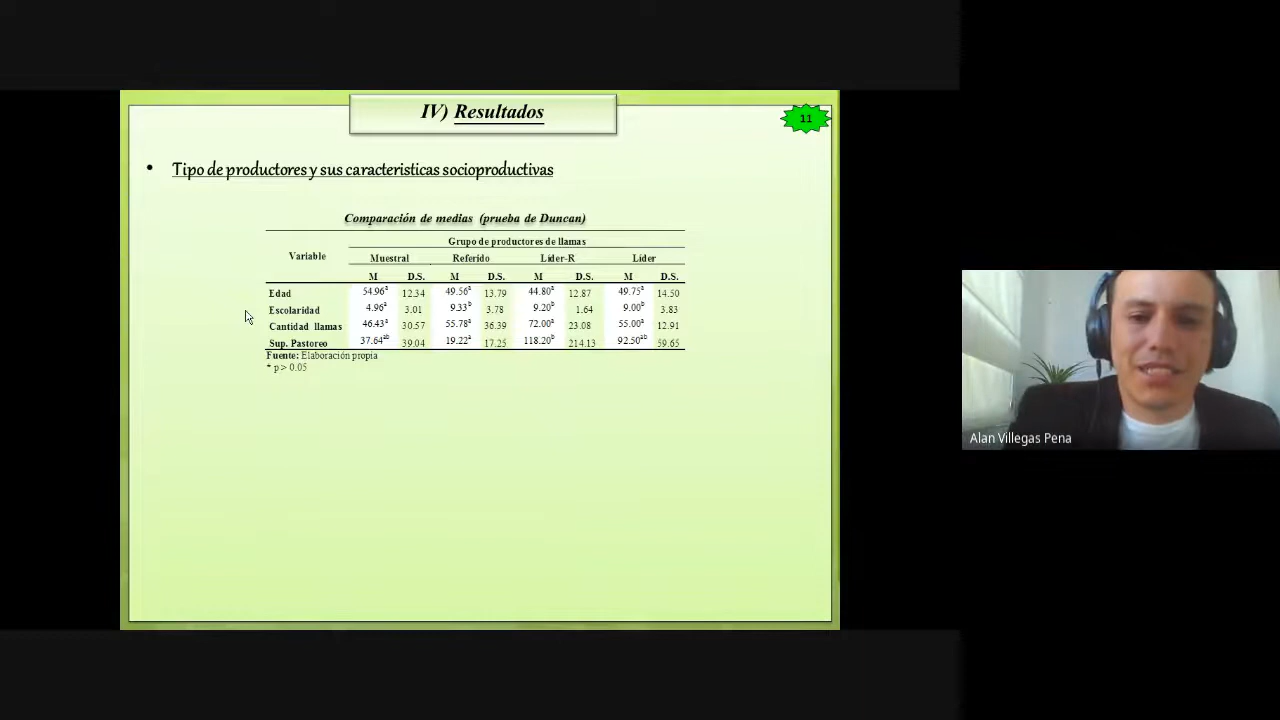 IV) Resultados
11
• Tipo de productores y sus caracteristicas socioproductivas
Comparación de medias (prueba de Duncan)
Variable
Grupo de productores de llamas
Muestral Referido Líder-R Líder
M D.S. M D.S. M D.S. M D.S.
Edad 54.96ª 12.34 49.56ª 13.79 44.80ª 12.87 49.75ª 14.50
Escolaridad 4.96ª 3.01 9.33ᵇ 3.78 9.20ᵇ 1.64 9.00ᵇ 3.83
Cantidad llamas 46.43ª 30.57 55.78ª 36.39 72.00ª 23.08 55.00ª 12.91
Sup. Pastoreo 37.64ªᵇ 39.04 19.22ª 17.25 118.20ᵇ 214.13 92.50ªᵇ 59.65
Fuente: Elaboración propia
* p > 0.05
Alan Villegas Pena